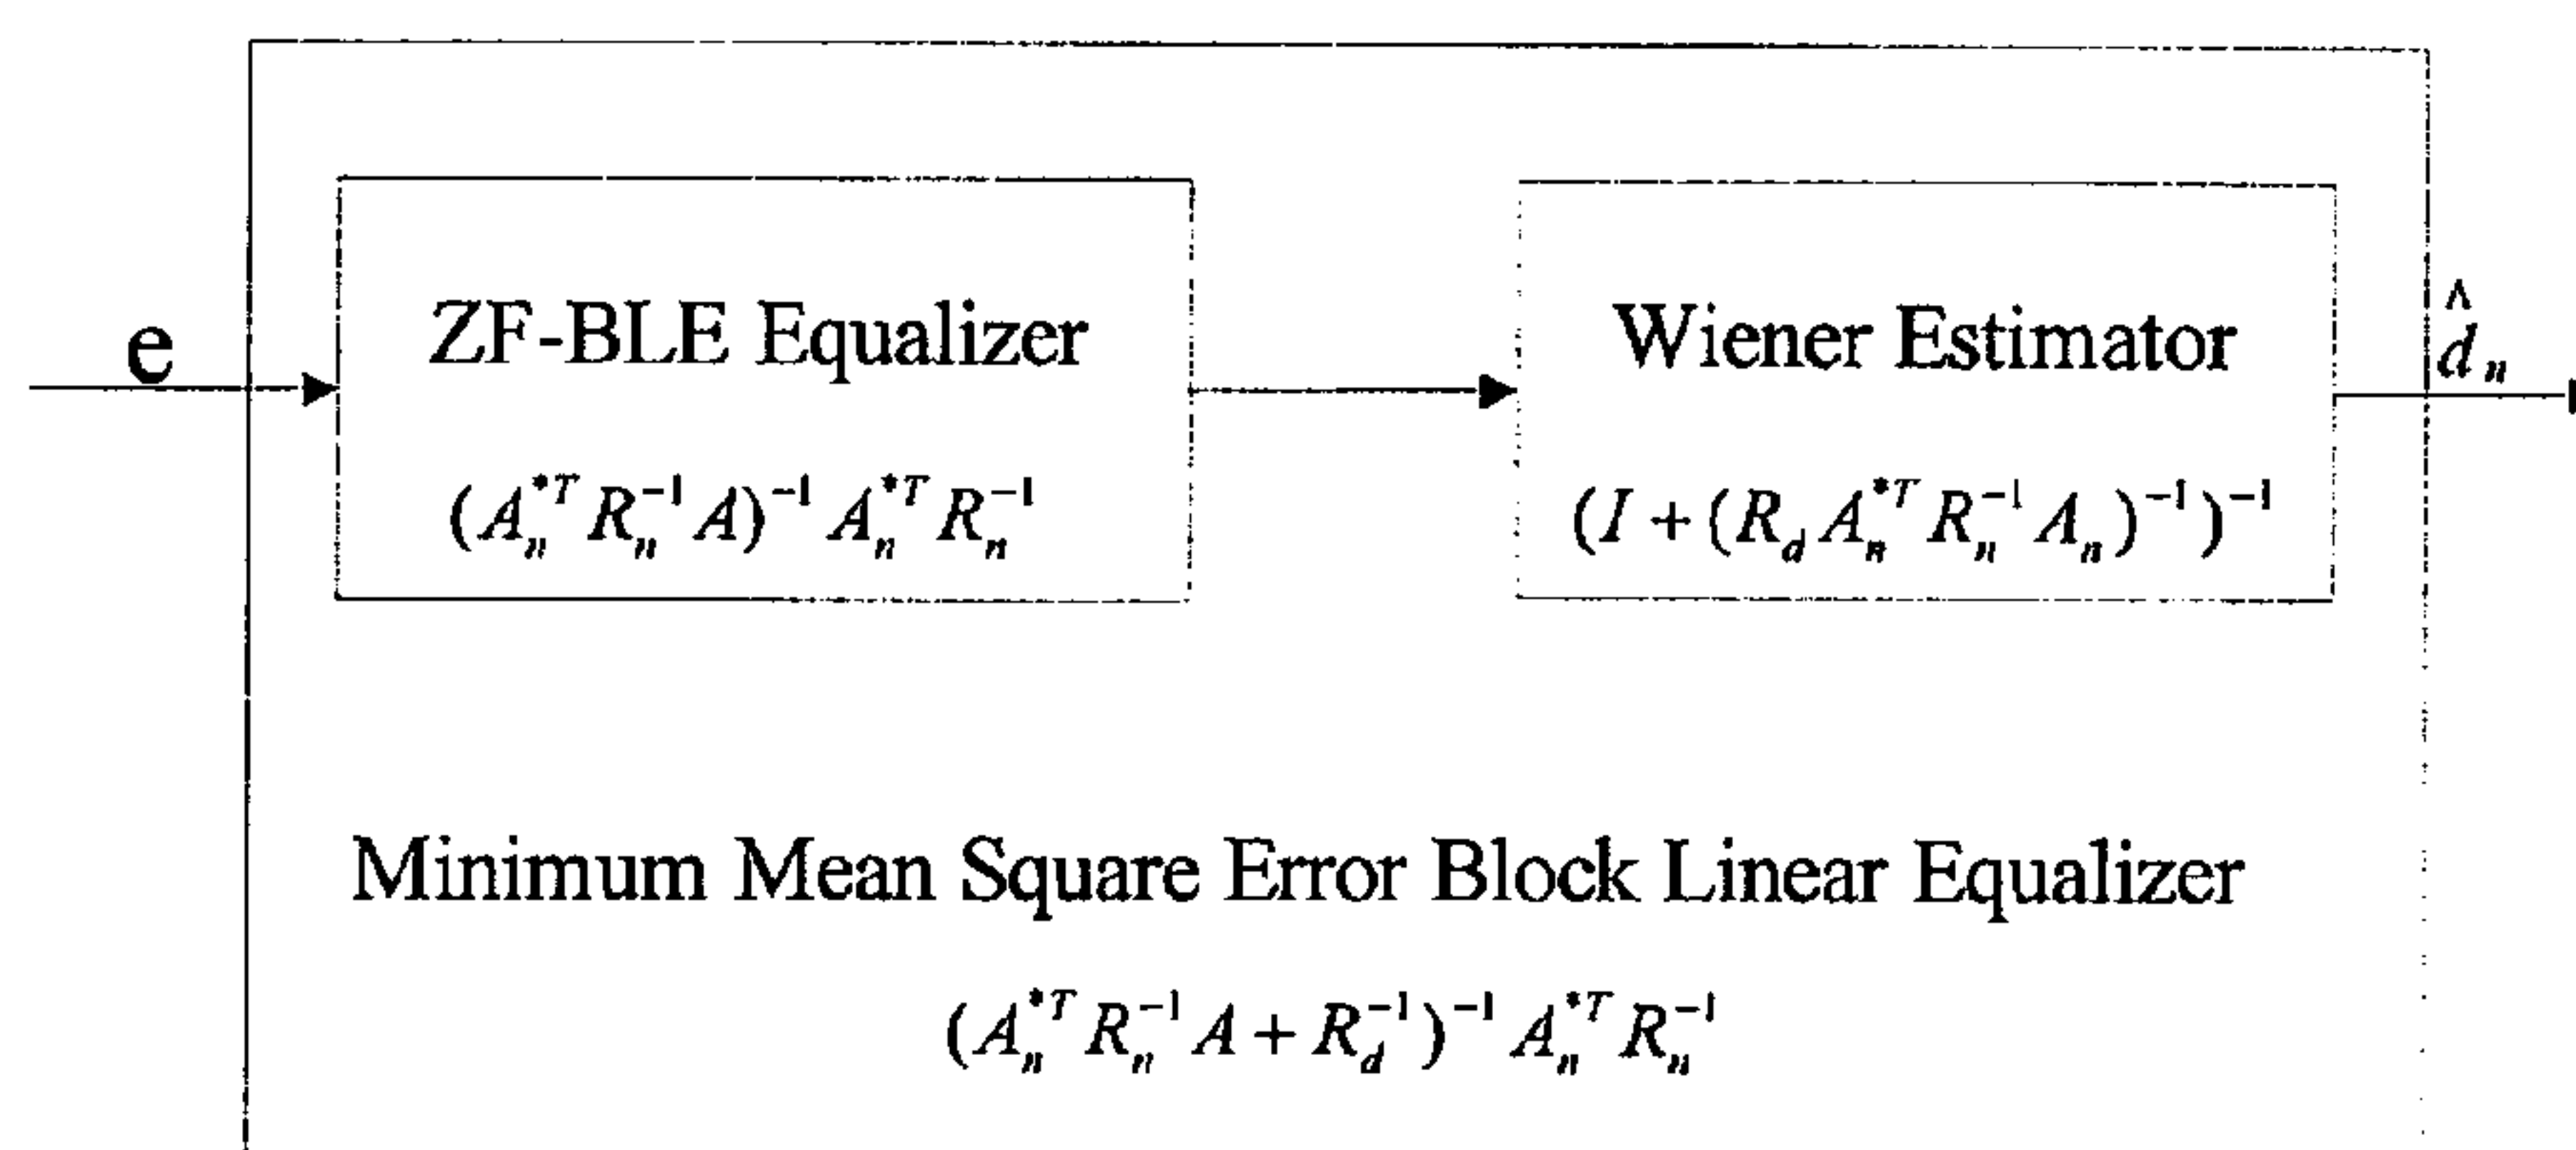 e
ZF-BLE Equalizer
$(A_n^{*T} R_n^{-1} A)^{-1} A_n^{*T} R_n^{-1}$
Wiener Estimator
$(I + (R_d A_n^{*T} R_n^{-1} A_n)^{-1})^{-1}$
$\hat{d}_n$
Minimum Mean Square Error Block Linear Equalizer
$(A_n^{*T} R_n^{-1} A + R_d^{-1})^{-1} A_n^{*T} R_n^{-1}$